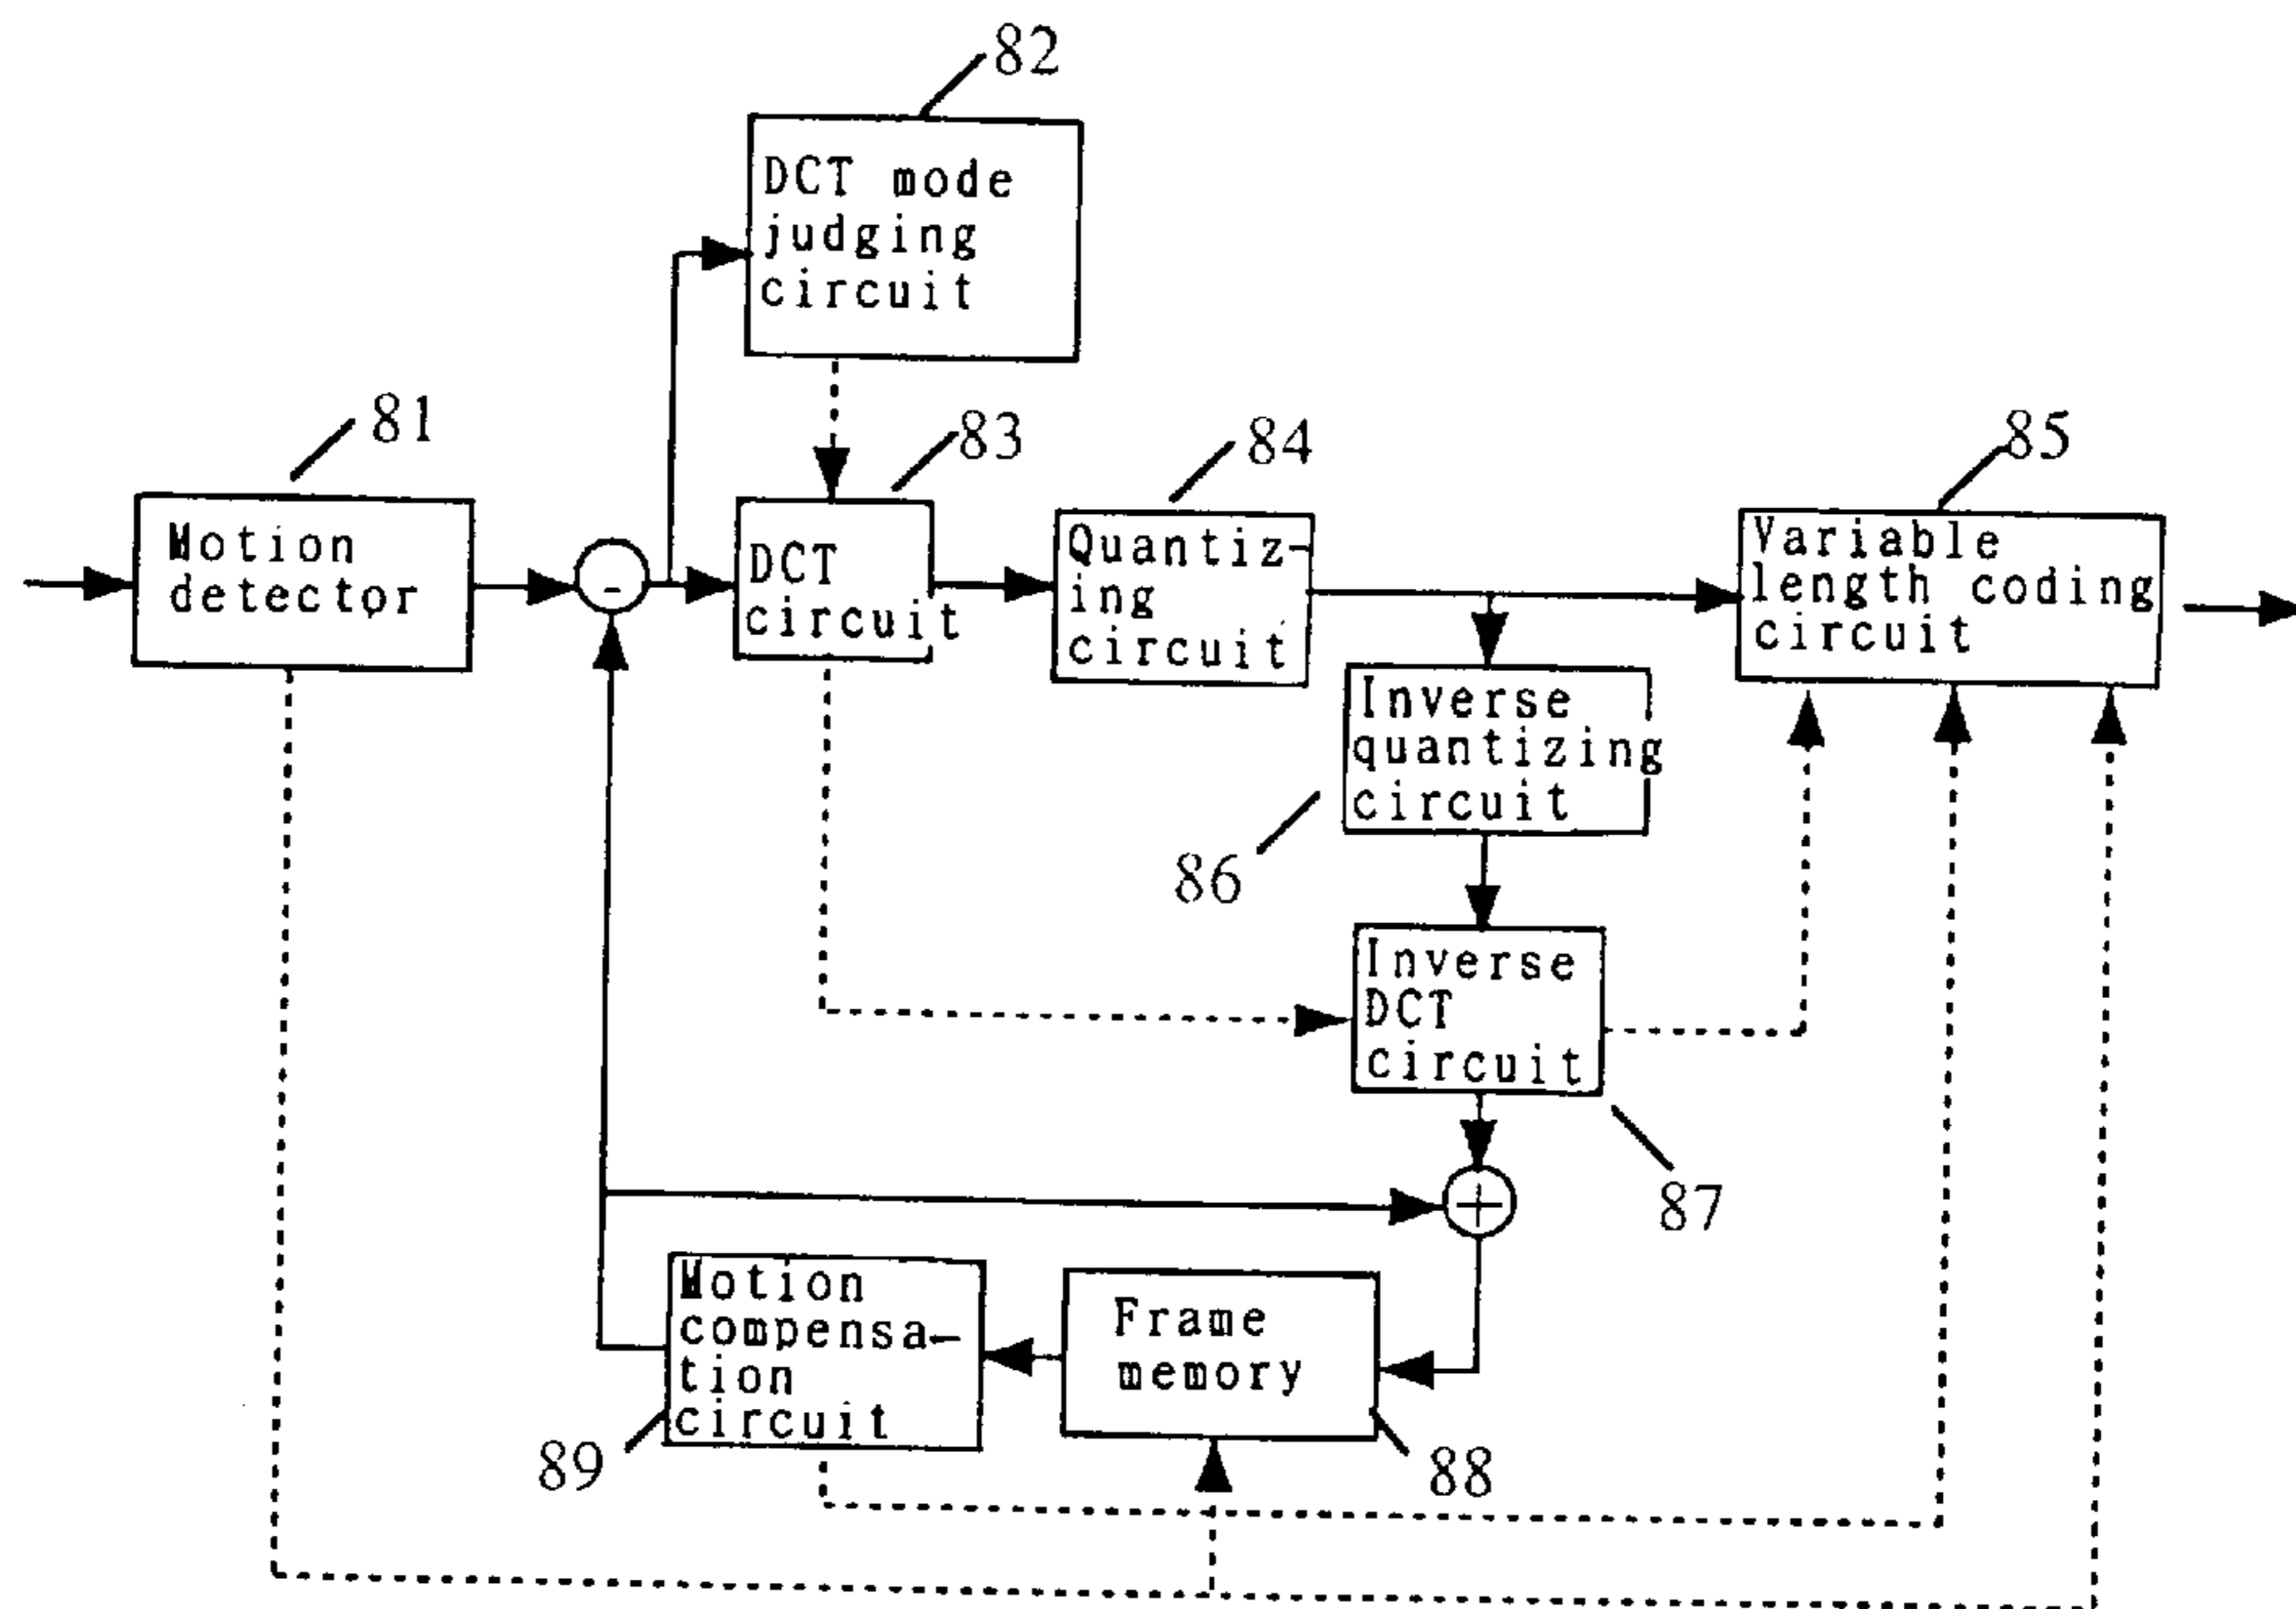 82
DCT mode
judging
circuit
81
83
84
85
Motion
detector
-
DCT
circuit
Quantiz-
ing
circuit
Variable
length coding
circuit
Inverse
quantizing
circuit
86
Inverse
DCT
circuit
87
+
Motion
compensa-
tion
circuit
Frame
memory
89
88